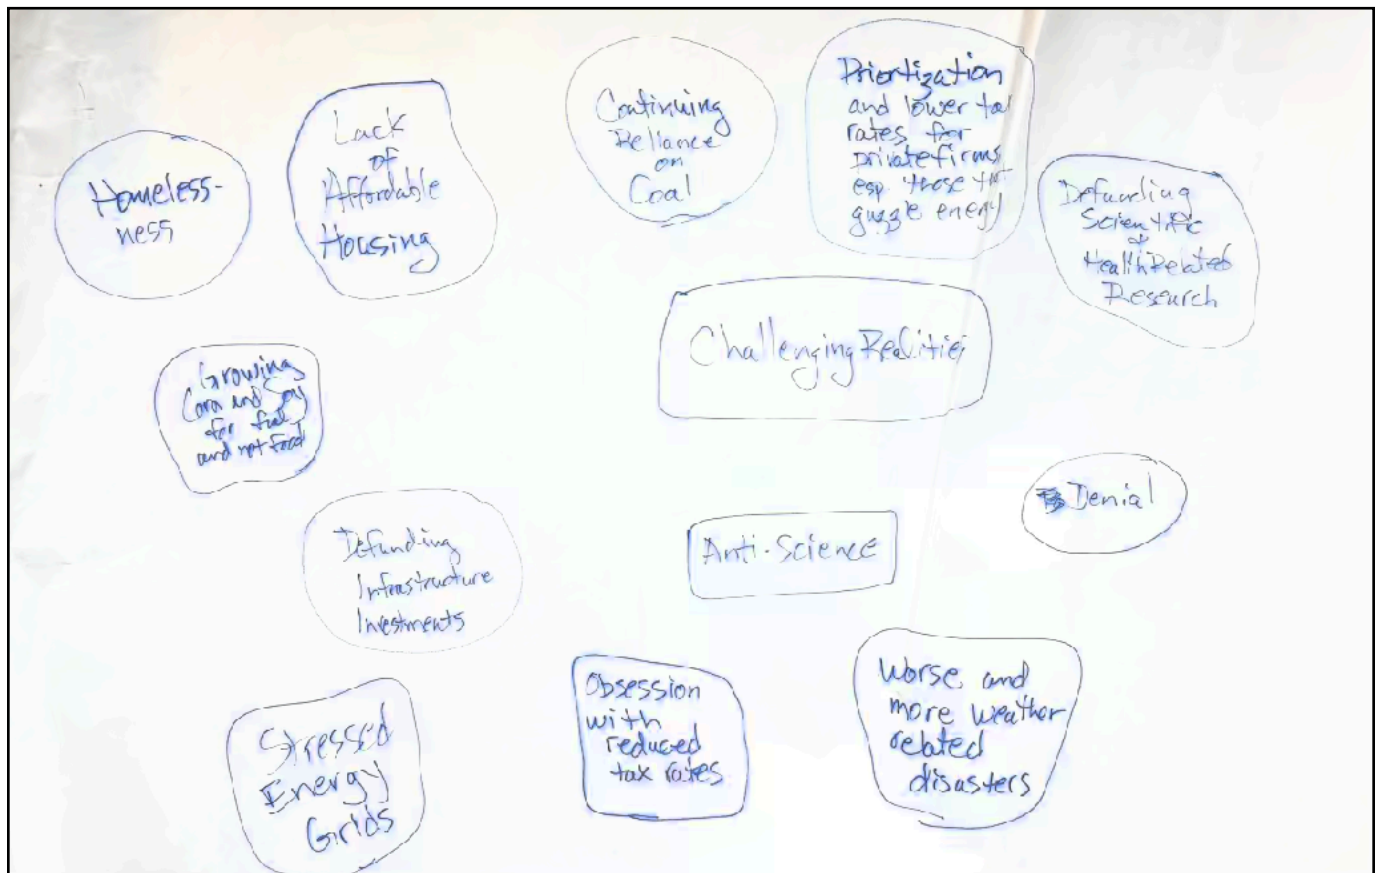 Homeless-
ness
Lack
of
Affordable
Housing
Continuing
Reliance
on
Coal
Priortization
and lower tax
rates for
private firms
esp. those that
guzzle energy
Defunding
Scientific
&
Health Related
Research
Challenging Realities
Growing
Corn and Soy
for fuel
and not food
Denial
Defunding
Infrastructure
Investments
Anti-Science
Stressed
Energy
Grids
Obsession
with
reduced
tax rates
Worse and
more weather
related
disasters